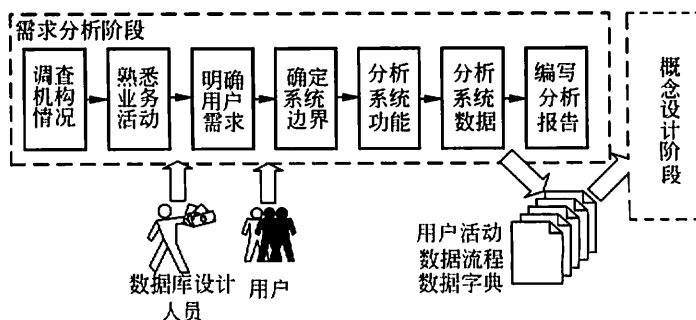 需求分析阶段
调查
机构
情况
熟悉
业务
活动
明确
用户
需求
确定
系统
边界
分析
系统
功能
分析
系统
数据
编写
分析
报告
概念设计阶段
用户活动
数据流程
数据字典
数据库设计
人员
用户